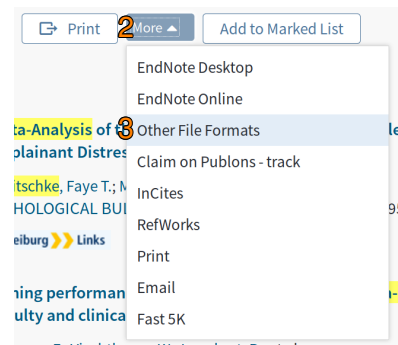 Print
2
More
Add to Marked List
EndNote Desktop
EndNote Online
ta-Analysis of t
3
Other File Formats
plainant Distres
Claim on Publons - track
itschke, Faye T.; M
InCites
HOLOGICAL BUL
RefWorks
eiburg Links
Print
Email
ning performan
ulty and clinica
Fast 5K